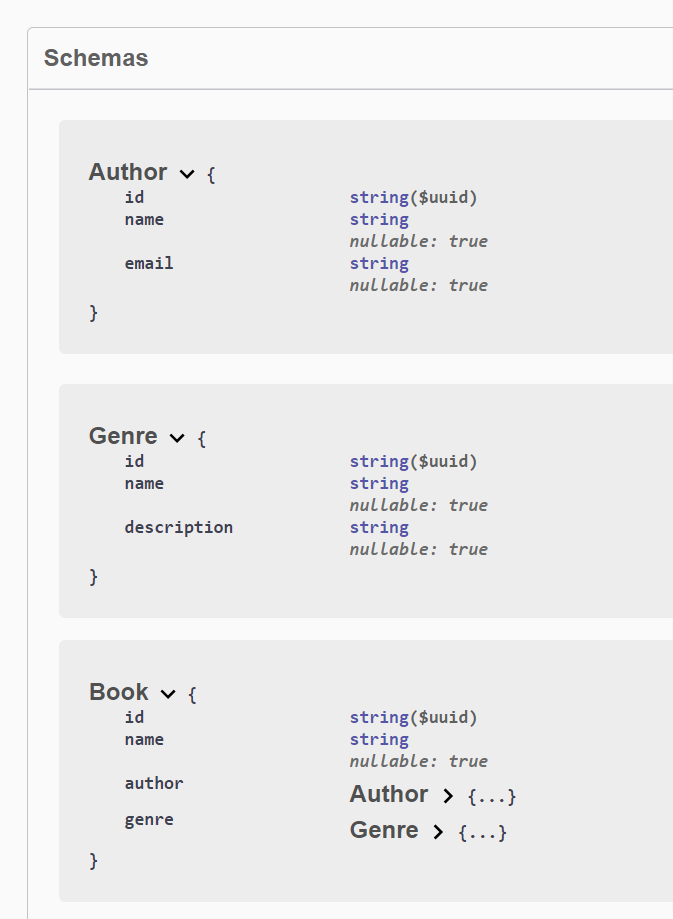 Schemas
Author {
id string($uuid)
name string
nullable: true
email string
nullable: true
}
Genre {
id string($uuid)
name string
nullable: true
description string
nullable: true
}
Book {
id string($uuid)
name string
nullable: true
author Author {...}
genre Genre {...}
}